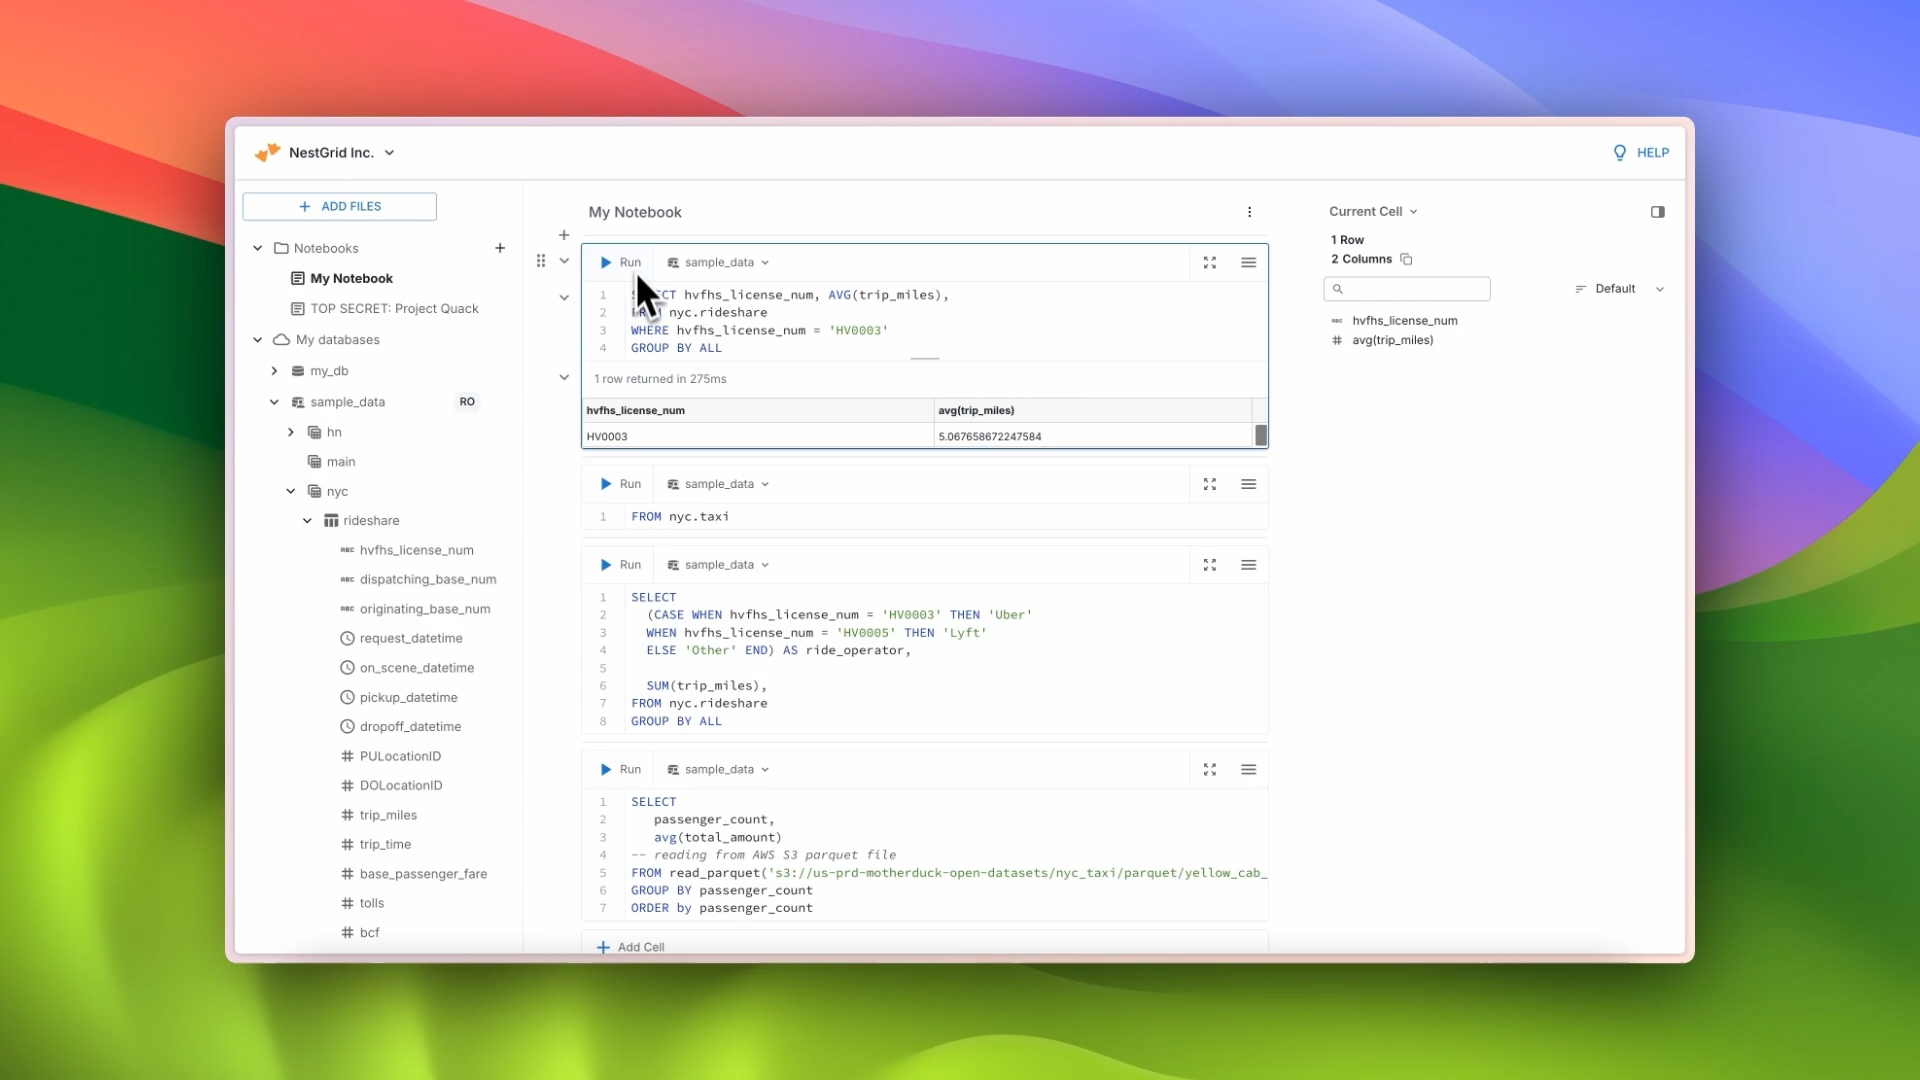 NestGrid Inc.
HELP
ADD FILES
Notebooks
My Notebook
TOP SECRET: Project Quack
My databases
my_db
sample_data RO
hn
main
nyc
rideshare
hvfhs_license_num
dispatching_base_num
originating_base_num
request_datetime
on_scene_datetime
pickup_datetime
dropoff_datetime
PULocationID
DOLocationID
trip_miles
trip_time
base_passenger_fare
tolls
bcf
My Notebook
Run sample_data
1 SELECT hvfhs_license_num, AVG(trip_miles),
2 FROM nyc.rideshare
3 WHERE hvfhs_license_num = 'HV0003'
4 GROUP BY ALL
1 row returned in 275ms
hvfhs_license_num avg(trip_miles)
HV0003 5.067658672247584
Run sample_data
1 FROM nyc.taxi
Run sample_data
1 SELECT
2 (CASE WHEN hvfhs_license_num = 'HV0003' THEN 'Uber'
3 WHEN hvfhs_license_num = 'HV0005' THEN 'Lyft'
4 ELSE 'Other' END) AS ride_operator,
5
6 SUM(trip_miles),
7 FROM nyc.rideshare
8 GROUP BY ALL
Run sample_data
1 SELECT
2 passenger_count,
3 avg(total_amount)
4 -- reading from AWS S3 parquet file
5 FROM read_parquet('s3://us-prd-motherduck-open-datasets/nyc_taxi/parquet/yellow_cab_
6 GROUP BY passenger_count
7 ORDER by passenger_count
Add Cell
Current Cell
1 Row
2 Columns
Default
hvfhs_license_num
avg(trip_miles)